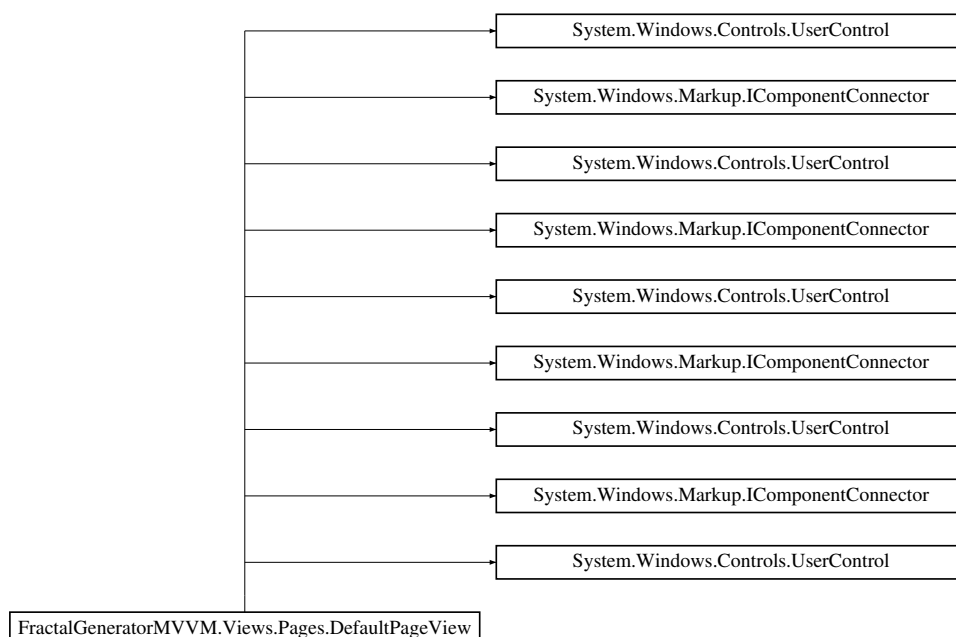 System.Windows.Controls.UserControl
System.Windows.Markup.IComponentConnector
System.Windows.Controls.UserControl
System.Windows.Markup.IComponentConnector
System.Windows.Controls.UserControl
System.Windows.Markup.IComponentConnector
System.Windows.Controls.UserControl
System.Windows.Markup.IComponentConnector
System.Windows.Controls.UserControl
FractalGeneratorMVVM.Views.Pages.DefaultPageView